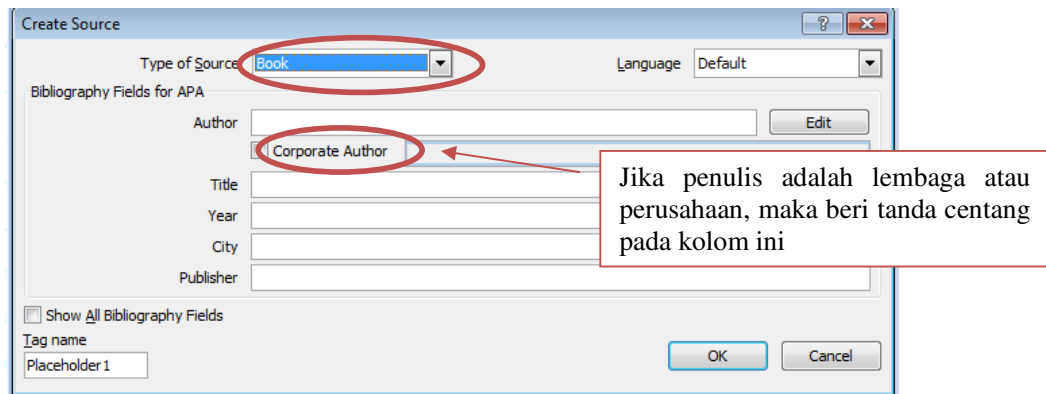 Create Source
Type of Source Book Language Default
Bibliography Fields for APA
Author Edit
Corporate Author
Title
Year
City
Publisher
Jika penulis adalah lembaga atau
perusahaan, maka beri tanda centang
pada kolom ini
Show All Bibliography Fields
Tag name
Placeholder1
OK Cancel